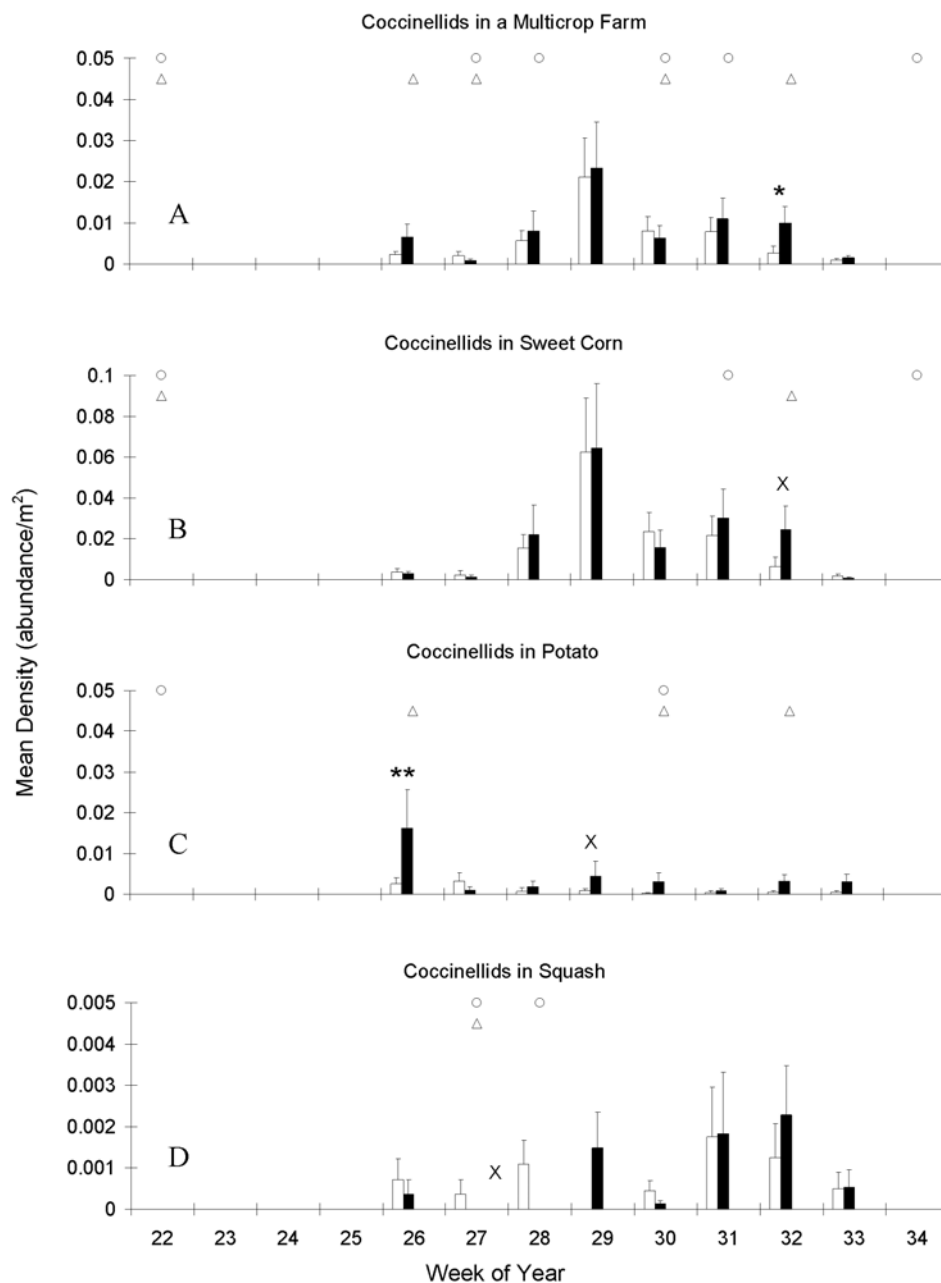 Coccinellids in a Multicrop Farm
0.05
0.04
0.03
0.02
0.01
0
A
*
Coccinellids in Sweet Corn
0.1
0.08
0.06
0.04
0.02
0
B
X
Coccinellids in Potato
0.05
0.04
0.03
0.02
0.01
0
C
**
X
Coccinellids in Squash
0.005
0.004
0.003
0.002
0.001
0
D
X
22 23 24 25 26 27 28 29 30 31 32 33 34
Week of Year
Mean Density (abundance/m²)